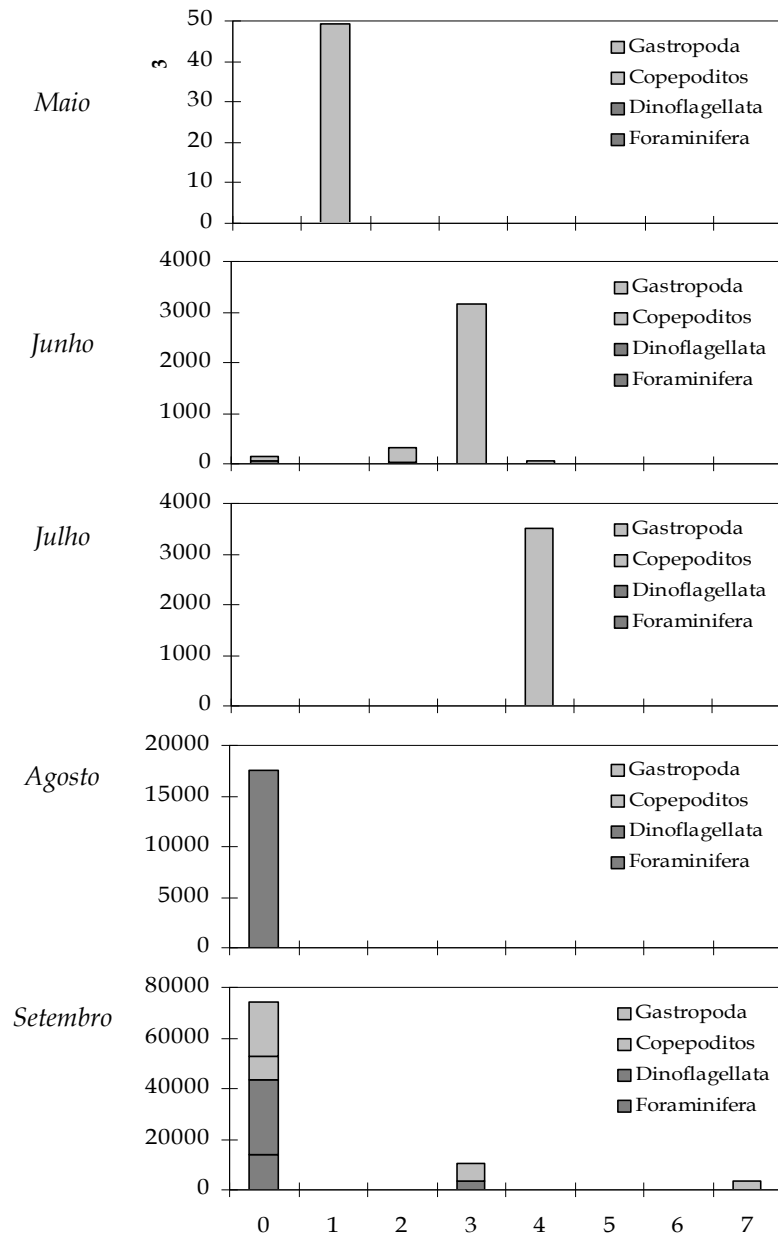 3
Maio
50
40
30
20
10
0
Gastropoda
Copepoditos
Dinoflagellata
Foraminifera
Junho
4000
3000
2000
1000
0
Gastropoda
Copepoditos
Dinoflagellata
Foraminifera
Julho
4000
3000
2000
1000
0
Gastropoda
Copepoditos
Dinoflagellata
Foraminifera
Agosto
20000
15000
10000
5000
0
Gastropoda
Copepoditos
Dinoflagellata
Foraminifera
Setembro
80000
60000
40000
20000
0
Gastropoda
Copepoditos
Dinoflagellata
Foraminifera
0 1 2 3 4 5 6 7